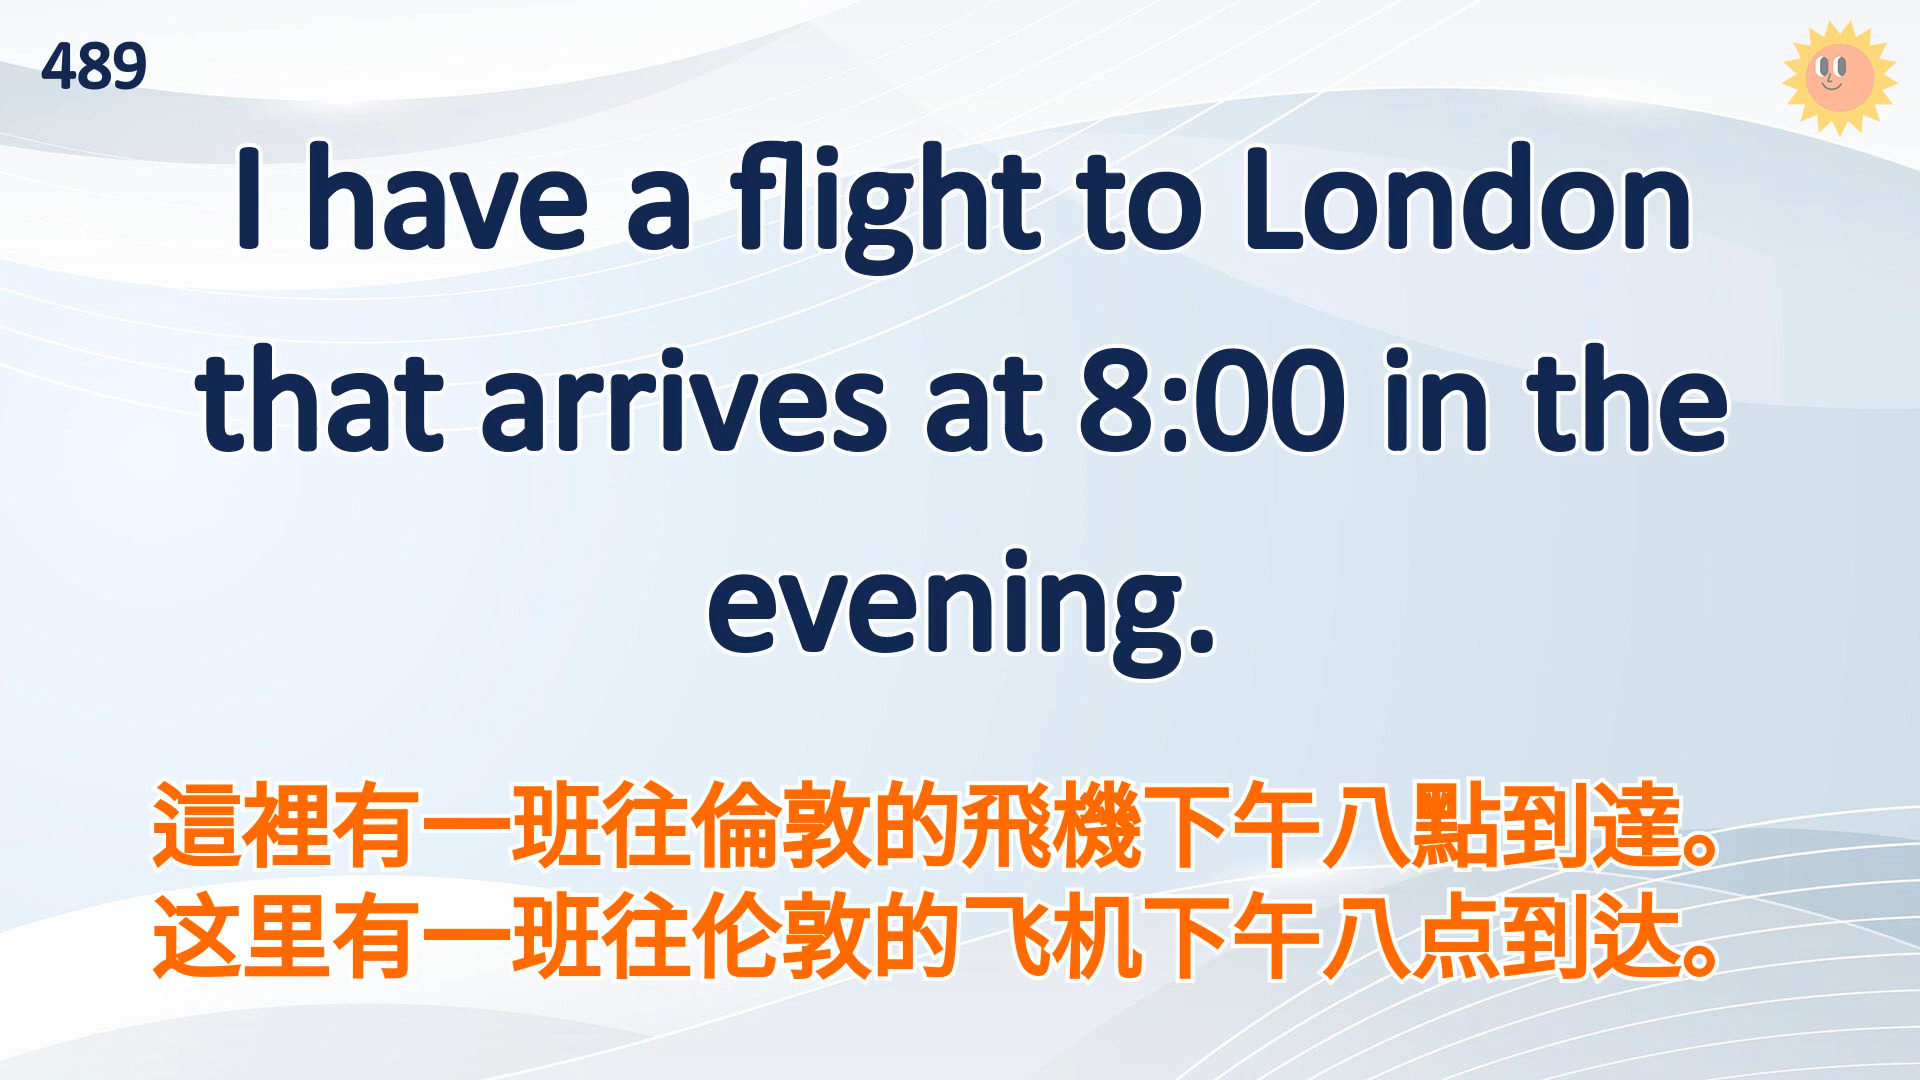 489
I have a flight to London
that arrives at 8:00 in the
evening.
這裡有一班往倫敦的飛機下午八點到達。
这里有一班往伦敦的飞机下午八点到达。